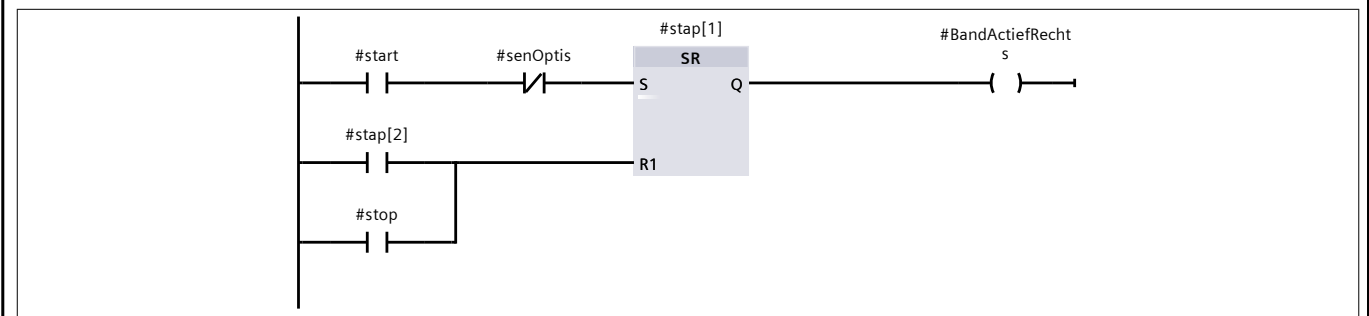 #stap[1]
#BandActiefRecht
s
#start
#senOptis
SR
S
Q
#stap[2]
R1
#stop